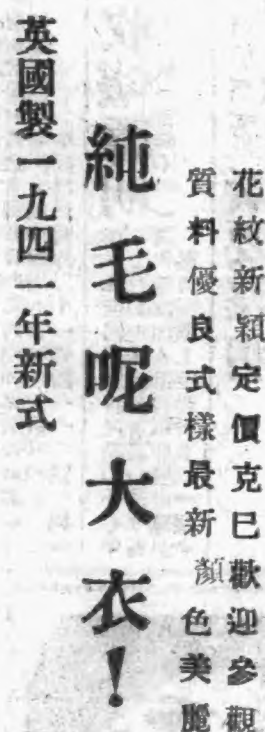 花紋新穎定價克巳歡迎參觀
質料優良式樣最新顏色美麗
純毛呢大衣！
英國製一九四一年新式